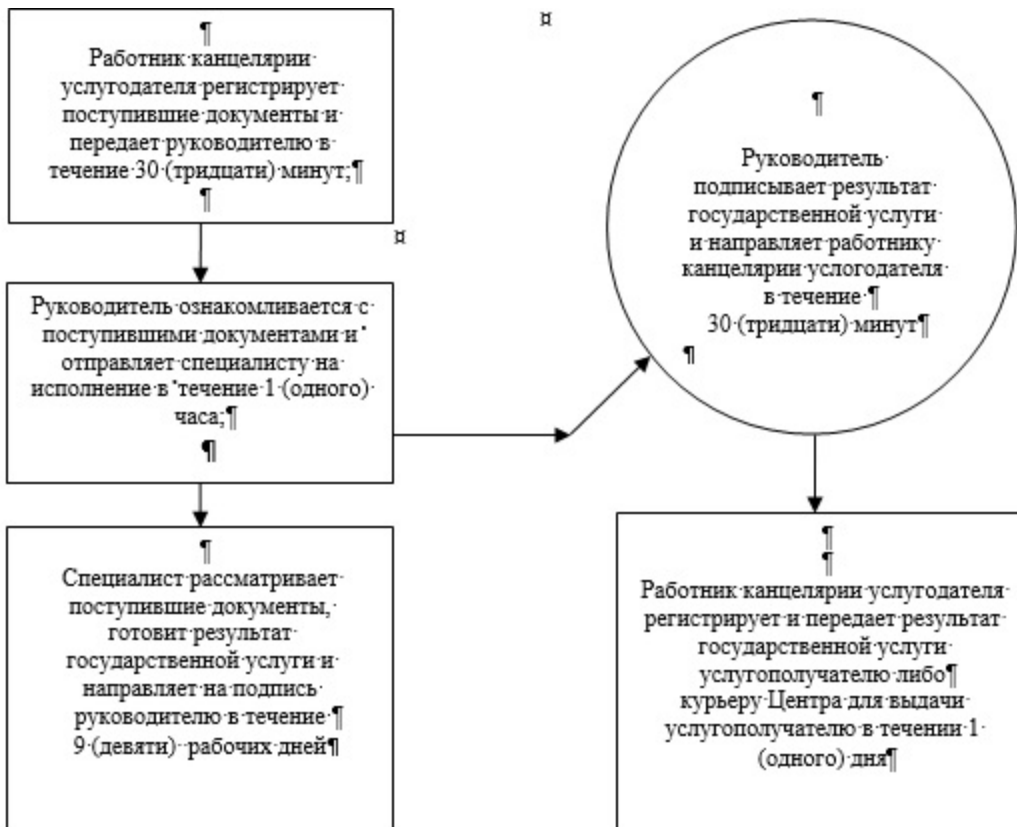 Работник канцелярии
услугодателя регистрирует
поступившие документы и
передает руководителю в
течение 30 (тридцати) минут;
Руководитель ознакомливается с
поступившими документами и
отправляет специалисту на
исполнение в течение 1 (одного)
часа;
Специалист рассматривает
поступившие документы,
готовит результат
государственной услуги и
направляет на подпись
руководителю в течение
9 (девяти) рабочих дней
Руководитель
подписывает результат
государственной услуги
и направляет работнику
канцелярии услогодателя
в течение
30 (тридцати) минут
Работник канцелярии услугодателя
регистрирует и передает результат
государственной услуги
услугополучателю либо
курьеру Центра для выдачи
услугополучателю в течении 1
(одного) дня